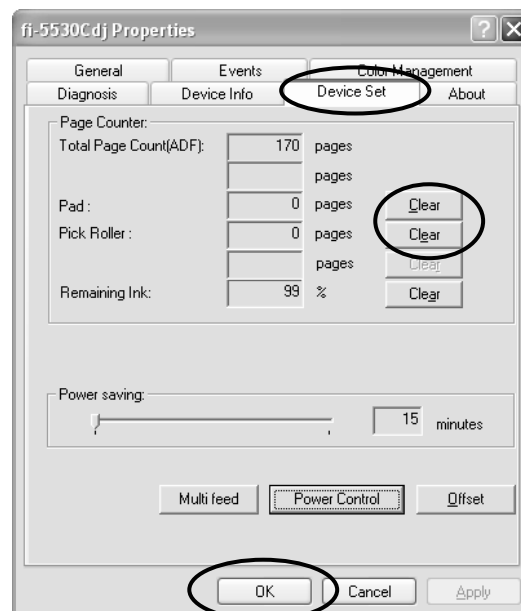 fi-5530Cdj Properties
General Events Color Management
Diagnosis Device Info Device Set About
Page Counter:
Total Page Count(ADF): 170 pages
pages
Pad : 0 pages Clear
Pick Roller : 0 pages Clear
pages Clear
Remaining Ink: 99 % Clear
Power saving:
15 minutes
Multi feed Power Control Offset
OK Cancel Apply